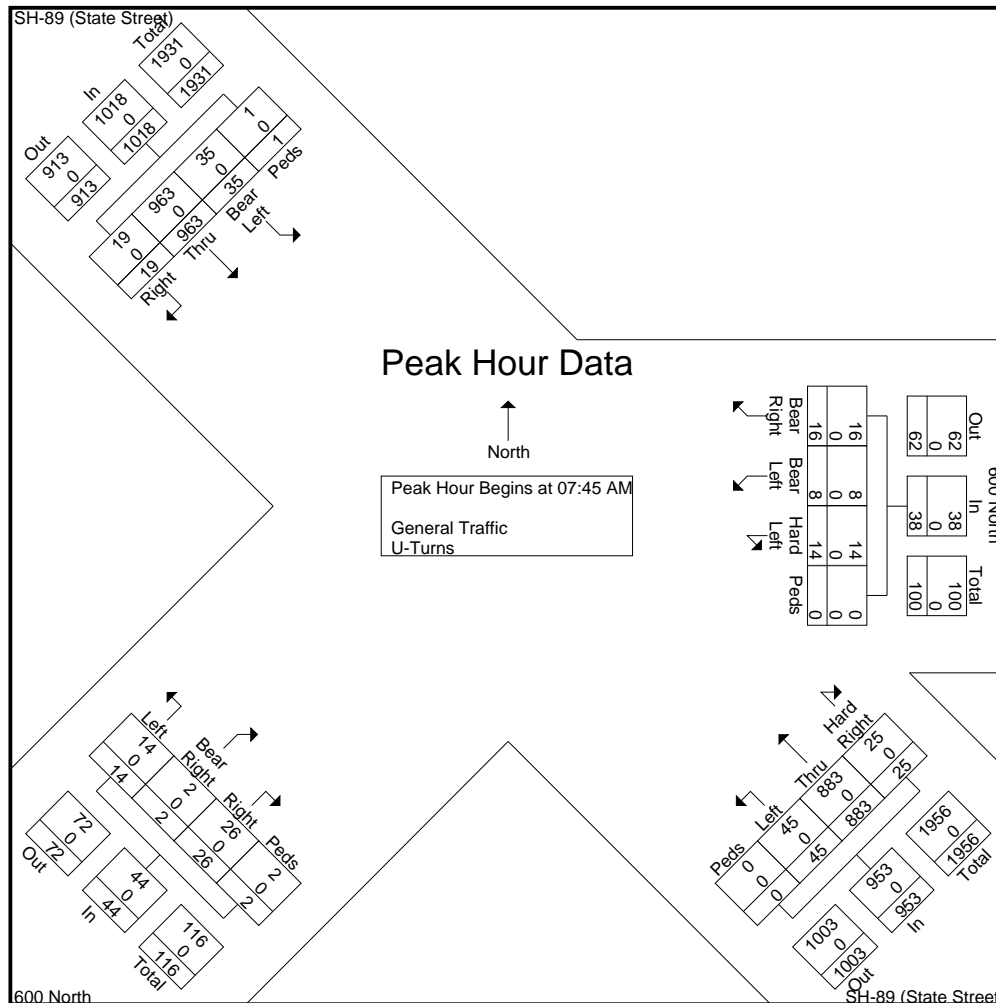 SH-89 (State Street)
Total
1931
0
1931
In
1018
0
1018
Out
913
0
913
19 963 35 1
0 0 0 0
19 963 35 1
Right Thru Bear Left Peds
Peak Hour Data
North
Peak Hour Begins at 07:45 AM
General Traffic
U-Turns
600 North
Out
62
0
62
In
38
0
38
Total
100
0
100
16 8 14 0
0 0 0 0
16 8 14 0
Bear Right Bear Left Hard Left Peds
Left Bear Right Right Peds
14 2 26 2
0 0 0 0
14 2 26 2
72
0
72
Out
44
0
44
In
116
0
116
Total
600 North
Peds Left Thru Hard Right
0 45 883 25
0 0 0 0
0 45 883 25
1956
0
1956
Total
953
0
953
In
1003
0
1003
Out
SH-89 (State Street